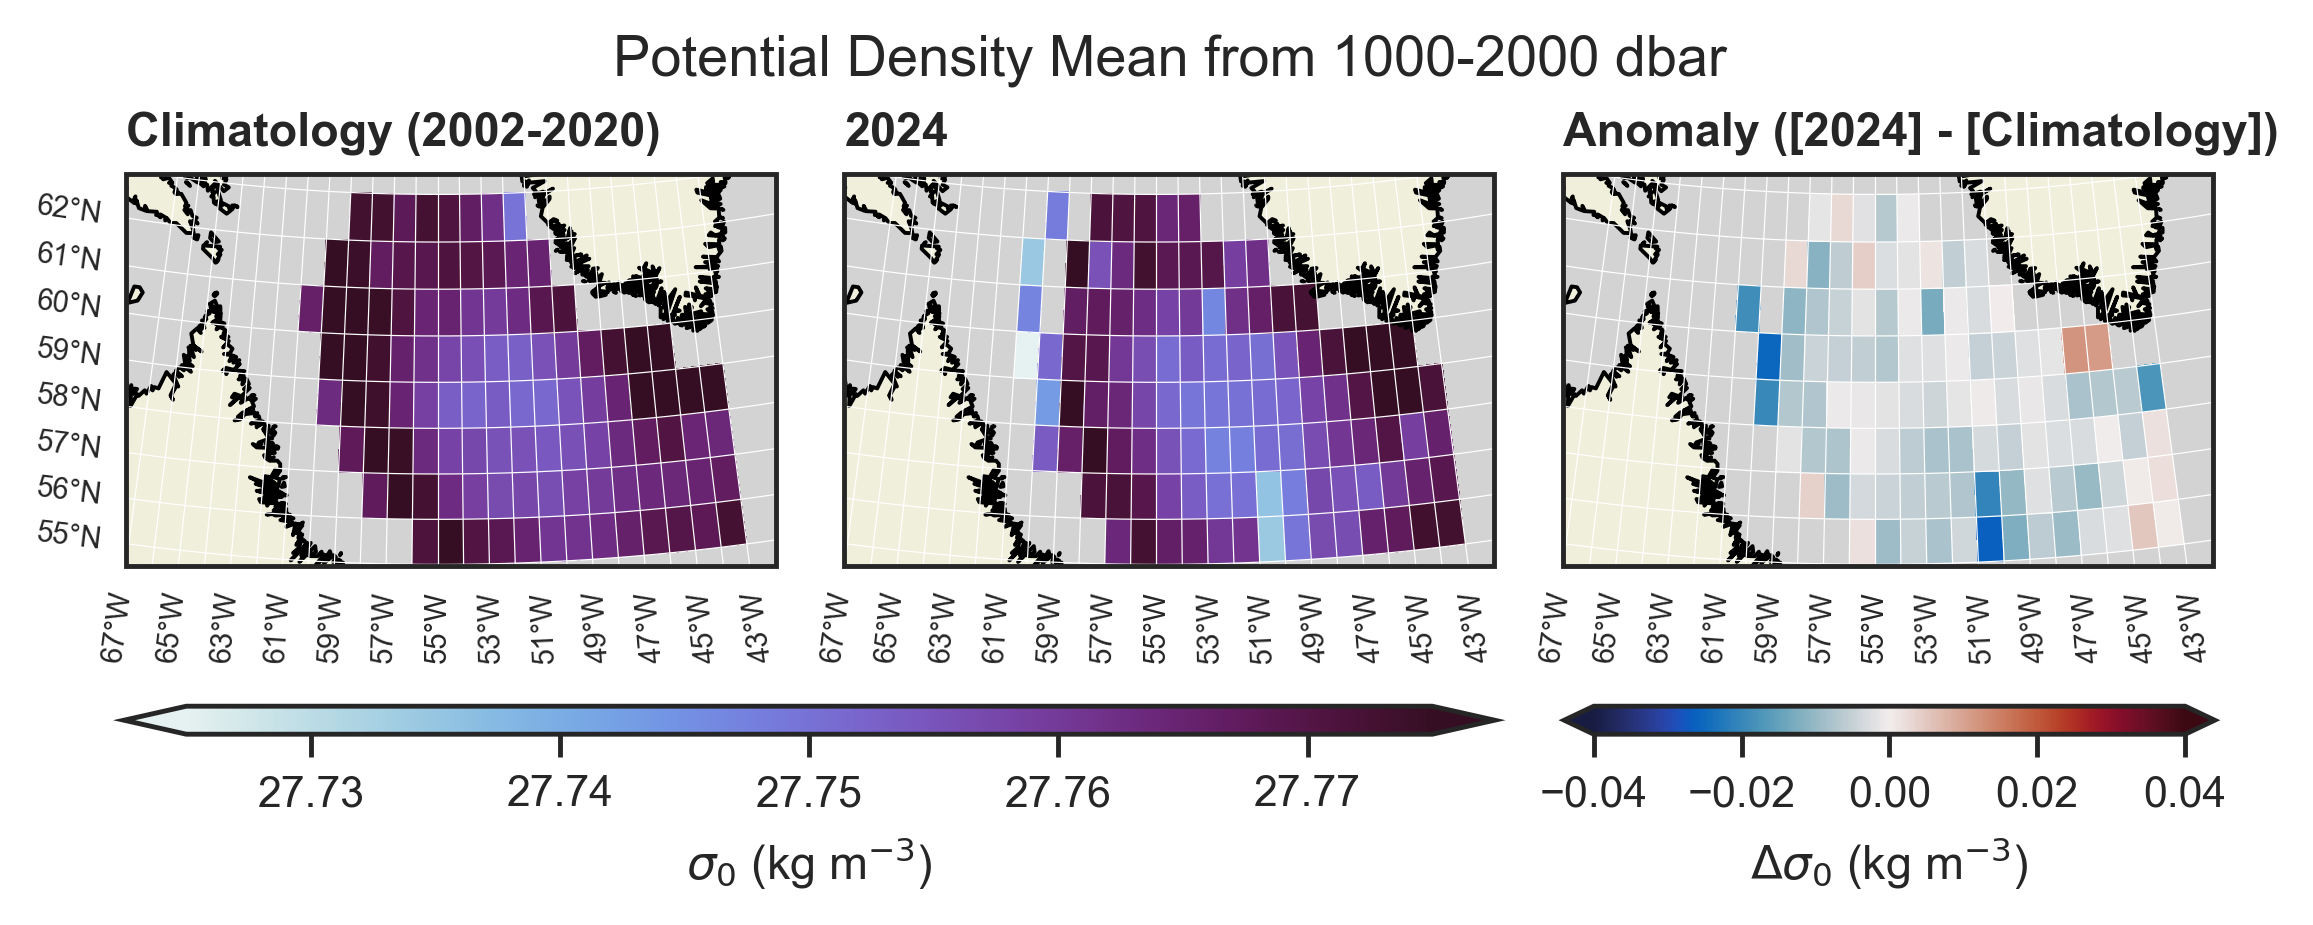 Potential Density Mean from 1000-2000 dbar
Climatology (2002-2020)
2024
Anomaly ([2024] - [Climatology])
62°N
61°N
60°N
59°N
58°N
57°N
56°N
55°N
67°W 65°W 63°W 61°W 59°W 57°W 55°W 53°W 51°W 49°W 47°W 45°W 43°W
67°W 65°W 63°W 61°W 59°W 57°W 55°W 53°W 51°W 49°W 47°W 45°W 43°W
67°W 65°W 63°W 61°W 59°W 57°W 55°W 53°W 51°W 49°W 47°W 45°W 43°W
27.73 27.74 27.75 27.76 27.77
−0.04 −0.02 0.00 0.02 0.04
σ₀ (kg m⁻³)
Δσ₀ (kg m⁻³)